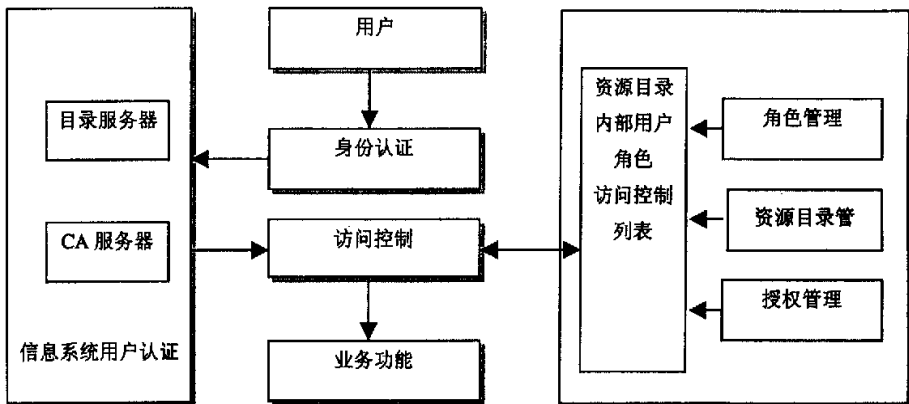 目录服务器
CA 服务器
信息系统用户认证
用户
身份认证
访问控制
业务功能
资源目录
内部用户
角色
访问控制
列表
角色管理
资源目录管
授权管理